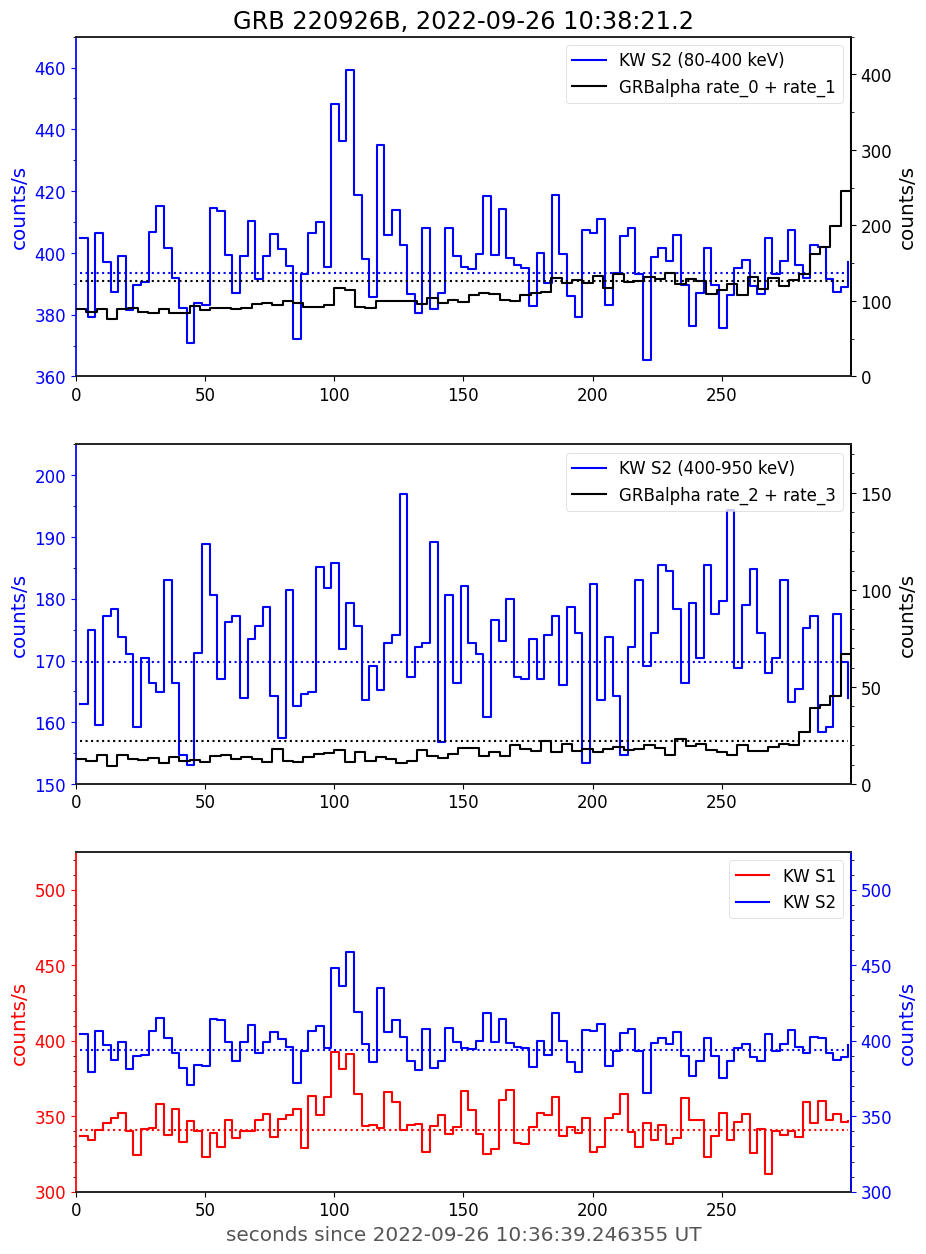 GRB 220926B, 2022-09-26 10:38:21.2
KW S2 (80-400 keV)
GRBalpha rate_0 + rate_1
460
440
420
400
380
360
counts/s
400
300
200
100
0
counts/s
0 50 100 150 200 250
KW S2 (400-950 keV)
GRBalpha rate_2 + rate_3
200
190
180
170
160
150
counts/s
150
100
50
0
counts/s
0 50 100 150 200 250
KW S1
KW S2
500
450
400
350
300
counts/s
500
450
400
350
300
counts/s
0 50 100 150 200 250
seconds since 2022-09-26 10:36:39.246355 UT